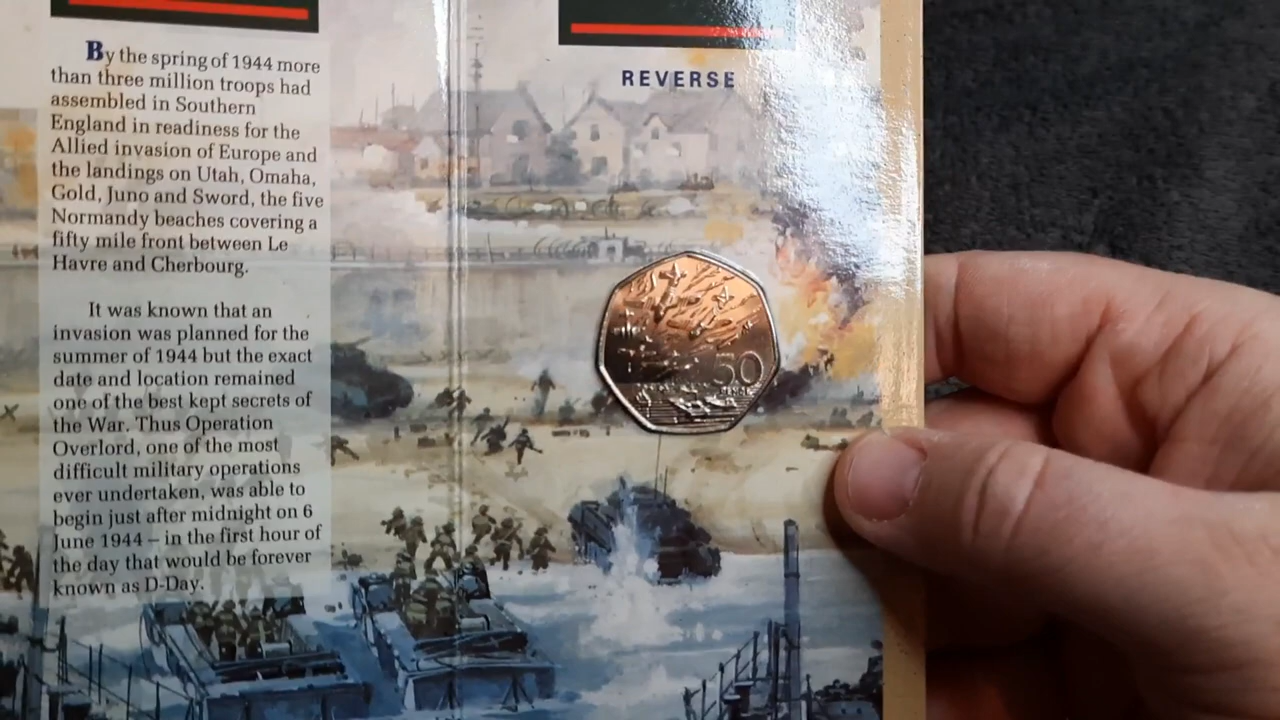 By the spring of 1944 more
than three million troops had
assembled in Southern
England in readiness for the
Allied invasion of Europe and
the landings on Utah, Omaha,
Gold, Juno and Sword, the five
Normandy beaches covering a
fifty mile front between Le
Havre and Cherbourg.
It was known that an
invasion was planned for the
summer of 1944 but the exact
date and location remained
one of the best kept secrets of
the War. Thus Operation
Overlord, one of the most
difficult military operations
ever undertaken, was able to
begin just after midnight on 6
June 1944 – in the first hour of
the day that would be forever
known as D-Day.
REVERSE
50
PENCE